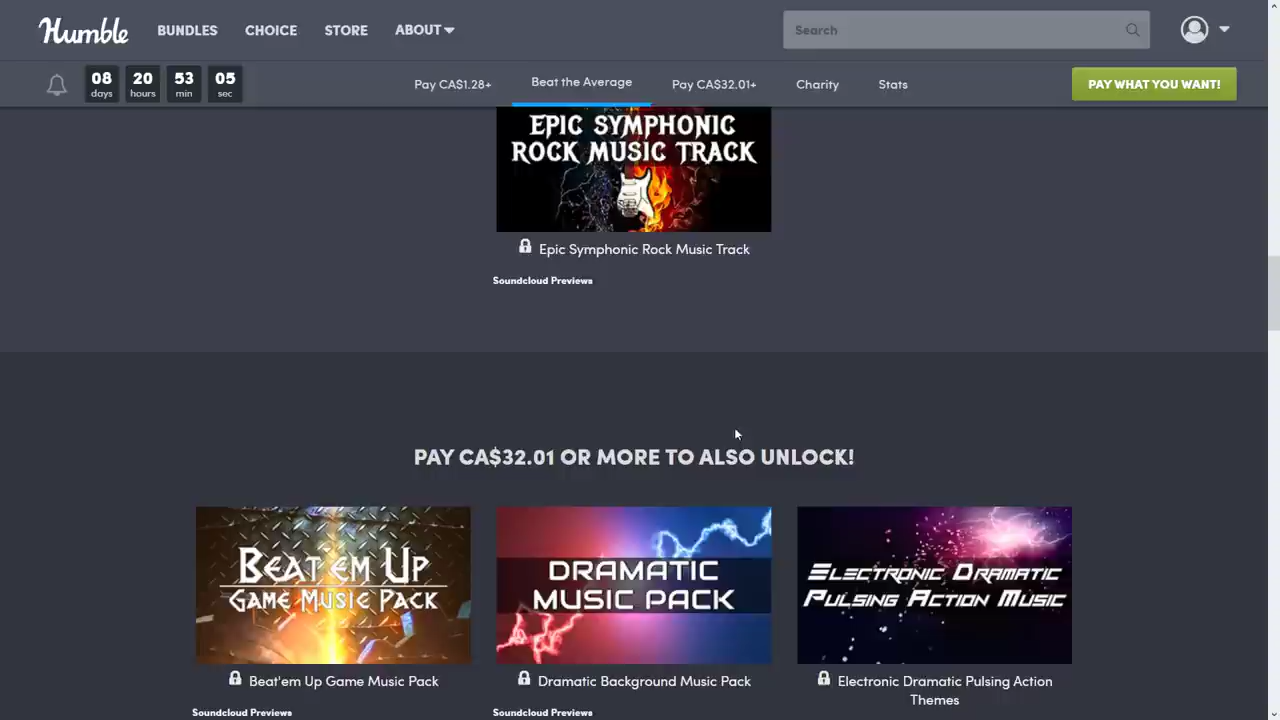 Humble BUNDLES CHOICE STORE ABOUT Search
08 20 53 05 Pay CA$1.28+ Beat the Average Pay CA$32.01+ Charity Stats PAY WHAT YOU WANT!
days hours min sec
EPIC SYMPHONIC
ROCK MUSIC TRACK
Epic Symphonic Rock Music Track
Soundcloud Previews
PAY CA$32.01 OR MORE TO ALSO UNLOCK!
BEAT EM UP
GAME MUSIC PACK
DRAMATIC
MUSIC PACK
ELECTRONIC DRAMATIC
PULSING ACTION MUSIC
Beat'em Up Game Music Pack
Soundcloud Previews
Dramatic Background Music Pack
Soundcloud Previews
Electronic Dramatic Pulsing Action
Themes